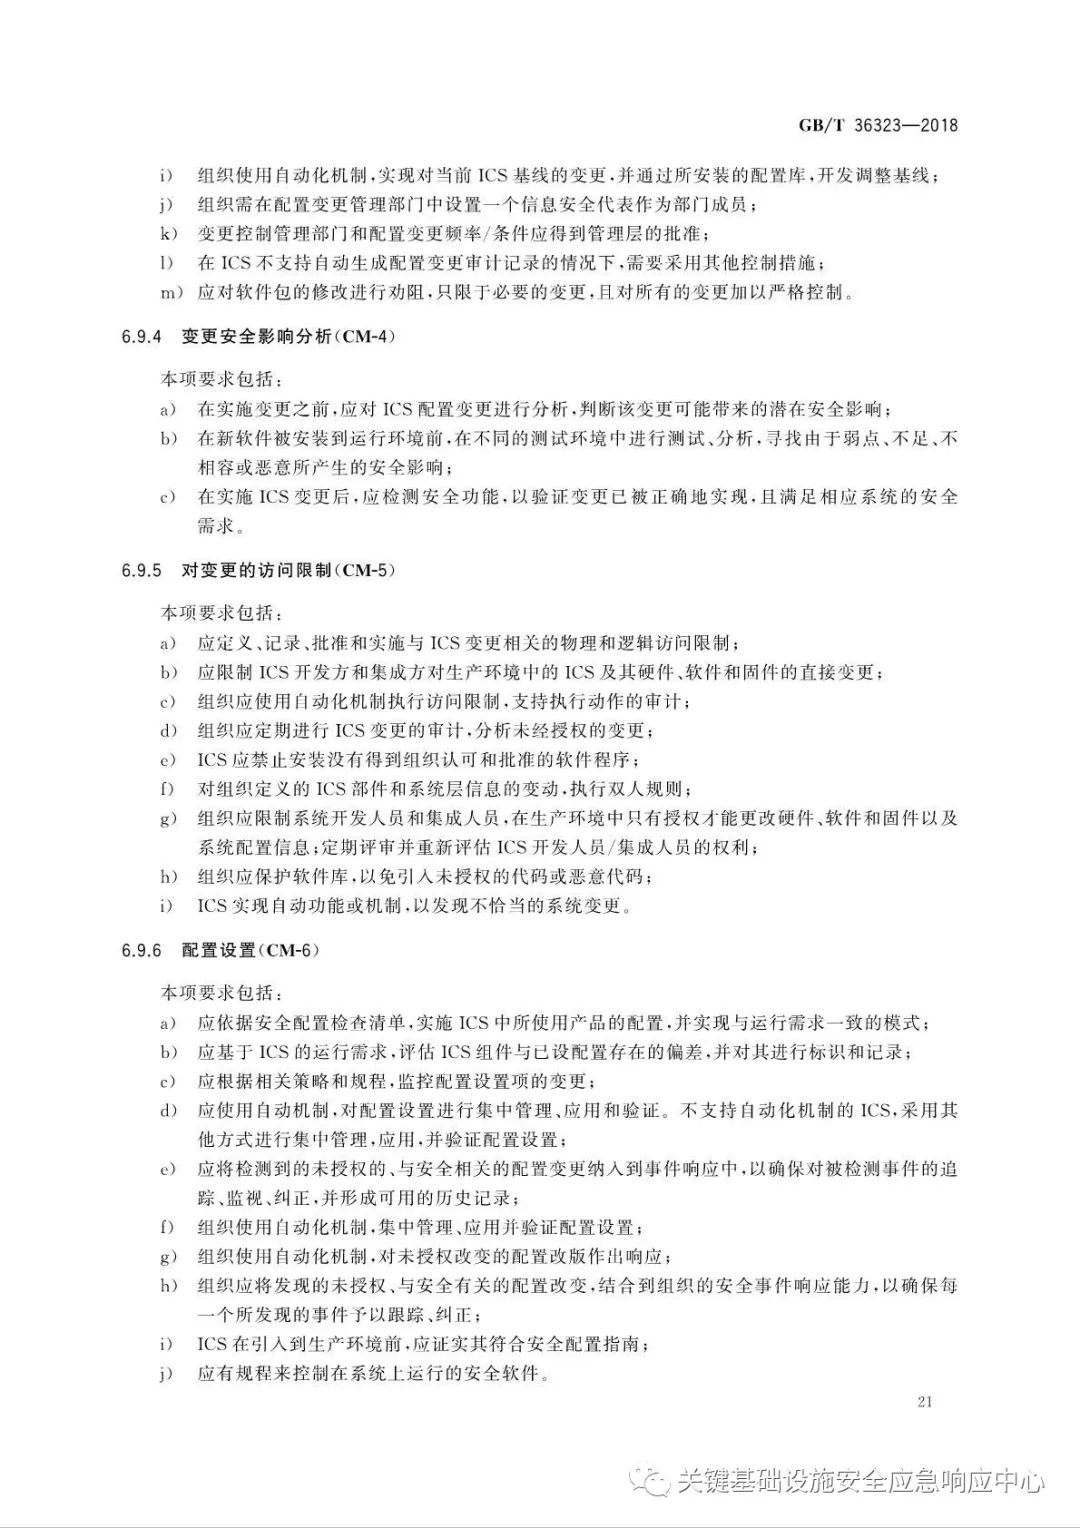 GB/T 36323—2018
i) 组织使用自动化机制,实现对当前 ICS 基线的变更,并通过所安装的配置库,开发调整基线;
j) 组织需在配置变更管理部门中设置一个信息安全代表作为部门成员;
k) 变更控制管理部门和配置变更频率/条件应得到管理层的批准;
l) 在 ICS 不支持自动生成配置变更审计记录的情况下,需要采用其他控制措施;
m) 应对软件包的修改进行劝阻,只限于必要的变更,且对所有的变更加以严格控制。
6.9.4 变更安全影响分析(CM-4)
本项要求包括:
a) 在实施变更之前,应对 ICS 配置变更进行分析,判断该变更可能带来的潜在安全影响;
b) 在新软件被安装到运行环境前,在不同的测试环境中进行测试、分析,寻找由于弱点、不足、不
相容或恶意所产生的安全影响;
c) 在实施 ICS 变更后,应检测安全功能,以验证变更已被正确地实现,且满足相应系统的安全
需求。
6.9.5 对变更的访问限制(CM-5)
本项要求包括:
a) 应定义、记录、批准和实施与 ICS 变更相关的物理和逻辑访问限制;
b) 应限制 ICS 开发方和集成方对生产环境中的 ICS 及其硬件、软件和固件的直接变更;
c) 组织应使用自动化机制执行访问限制,支持执行动作的审计;
d) 组织应定期进行 ICS 变更的审计,分析未经授权的变更;
e) ICS 应禁止安装没有得到组织认可和批准的软件程序;
f) 对组织定义的 ICS 部件和系统层信息的变动,执行双人规则;
g) 组织应限制系统开发人员和集成人员,在生产环境中只有授权才能更改硬件、软件和固件以及
系统配置信息;定期评审并重新评估 ICS 开发人员/集成人员的权利;
h) 组织应保护软件库,以免引入未授权的代码或恶意代码;
i) ICS 实现自动功能或机制,以发现不恰当的系统变更。
6.9.6 配置设置(CM-6)
本项要求包括:
a) 应依据安全配置检查清单,实施 ICS 中所使用产品的配置,并实现与运行需求一致的模式;
b) 应基于 ICS 的运行需求,评估 ICS 组件与已设配置存在的偏差,并对其进行标识和记录;
c) 应根据相关策略和规程,监控配置设置项的变更;
d) 应使用自动机制,对配置设置进行集中管理、应用和验证。不支持自动化机制的 ICS,采用其
他方式进行集中管理,应用,并验证配置设置;
e) 应将检测到的未授权的、与安全相关的配置变更纳入到事件响应中,以确保对被检测事件的追
踪、监视、纠正,并形成可用的历史记录;
f) 组织使用自动化机制,集中管理、应用并验证配置设置;
g) 组织使用自动化机制,对未授权改变的配置改版作出响应;
h) 组织应将发现的未授权、与安全有关的配置改变,结合到组织的安全事件响应能力,以确保每
一个所发现的事件予以跟踪、纠正;
i) ICS 在引入到生产环境前,应证实其符合安全配置指南;
j) 应有规程来控制在系统上运行的安全软件。
21
关键基础设施安全应急响应中心